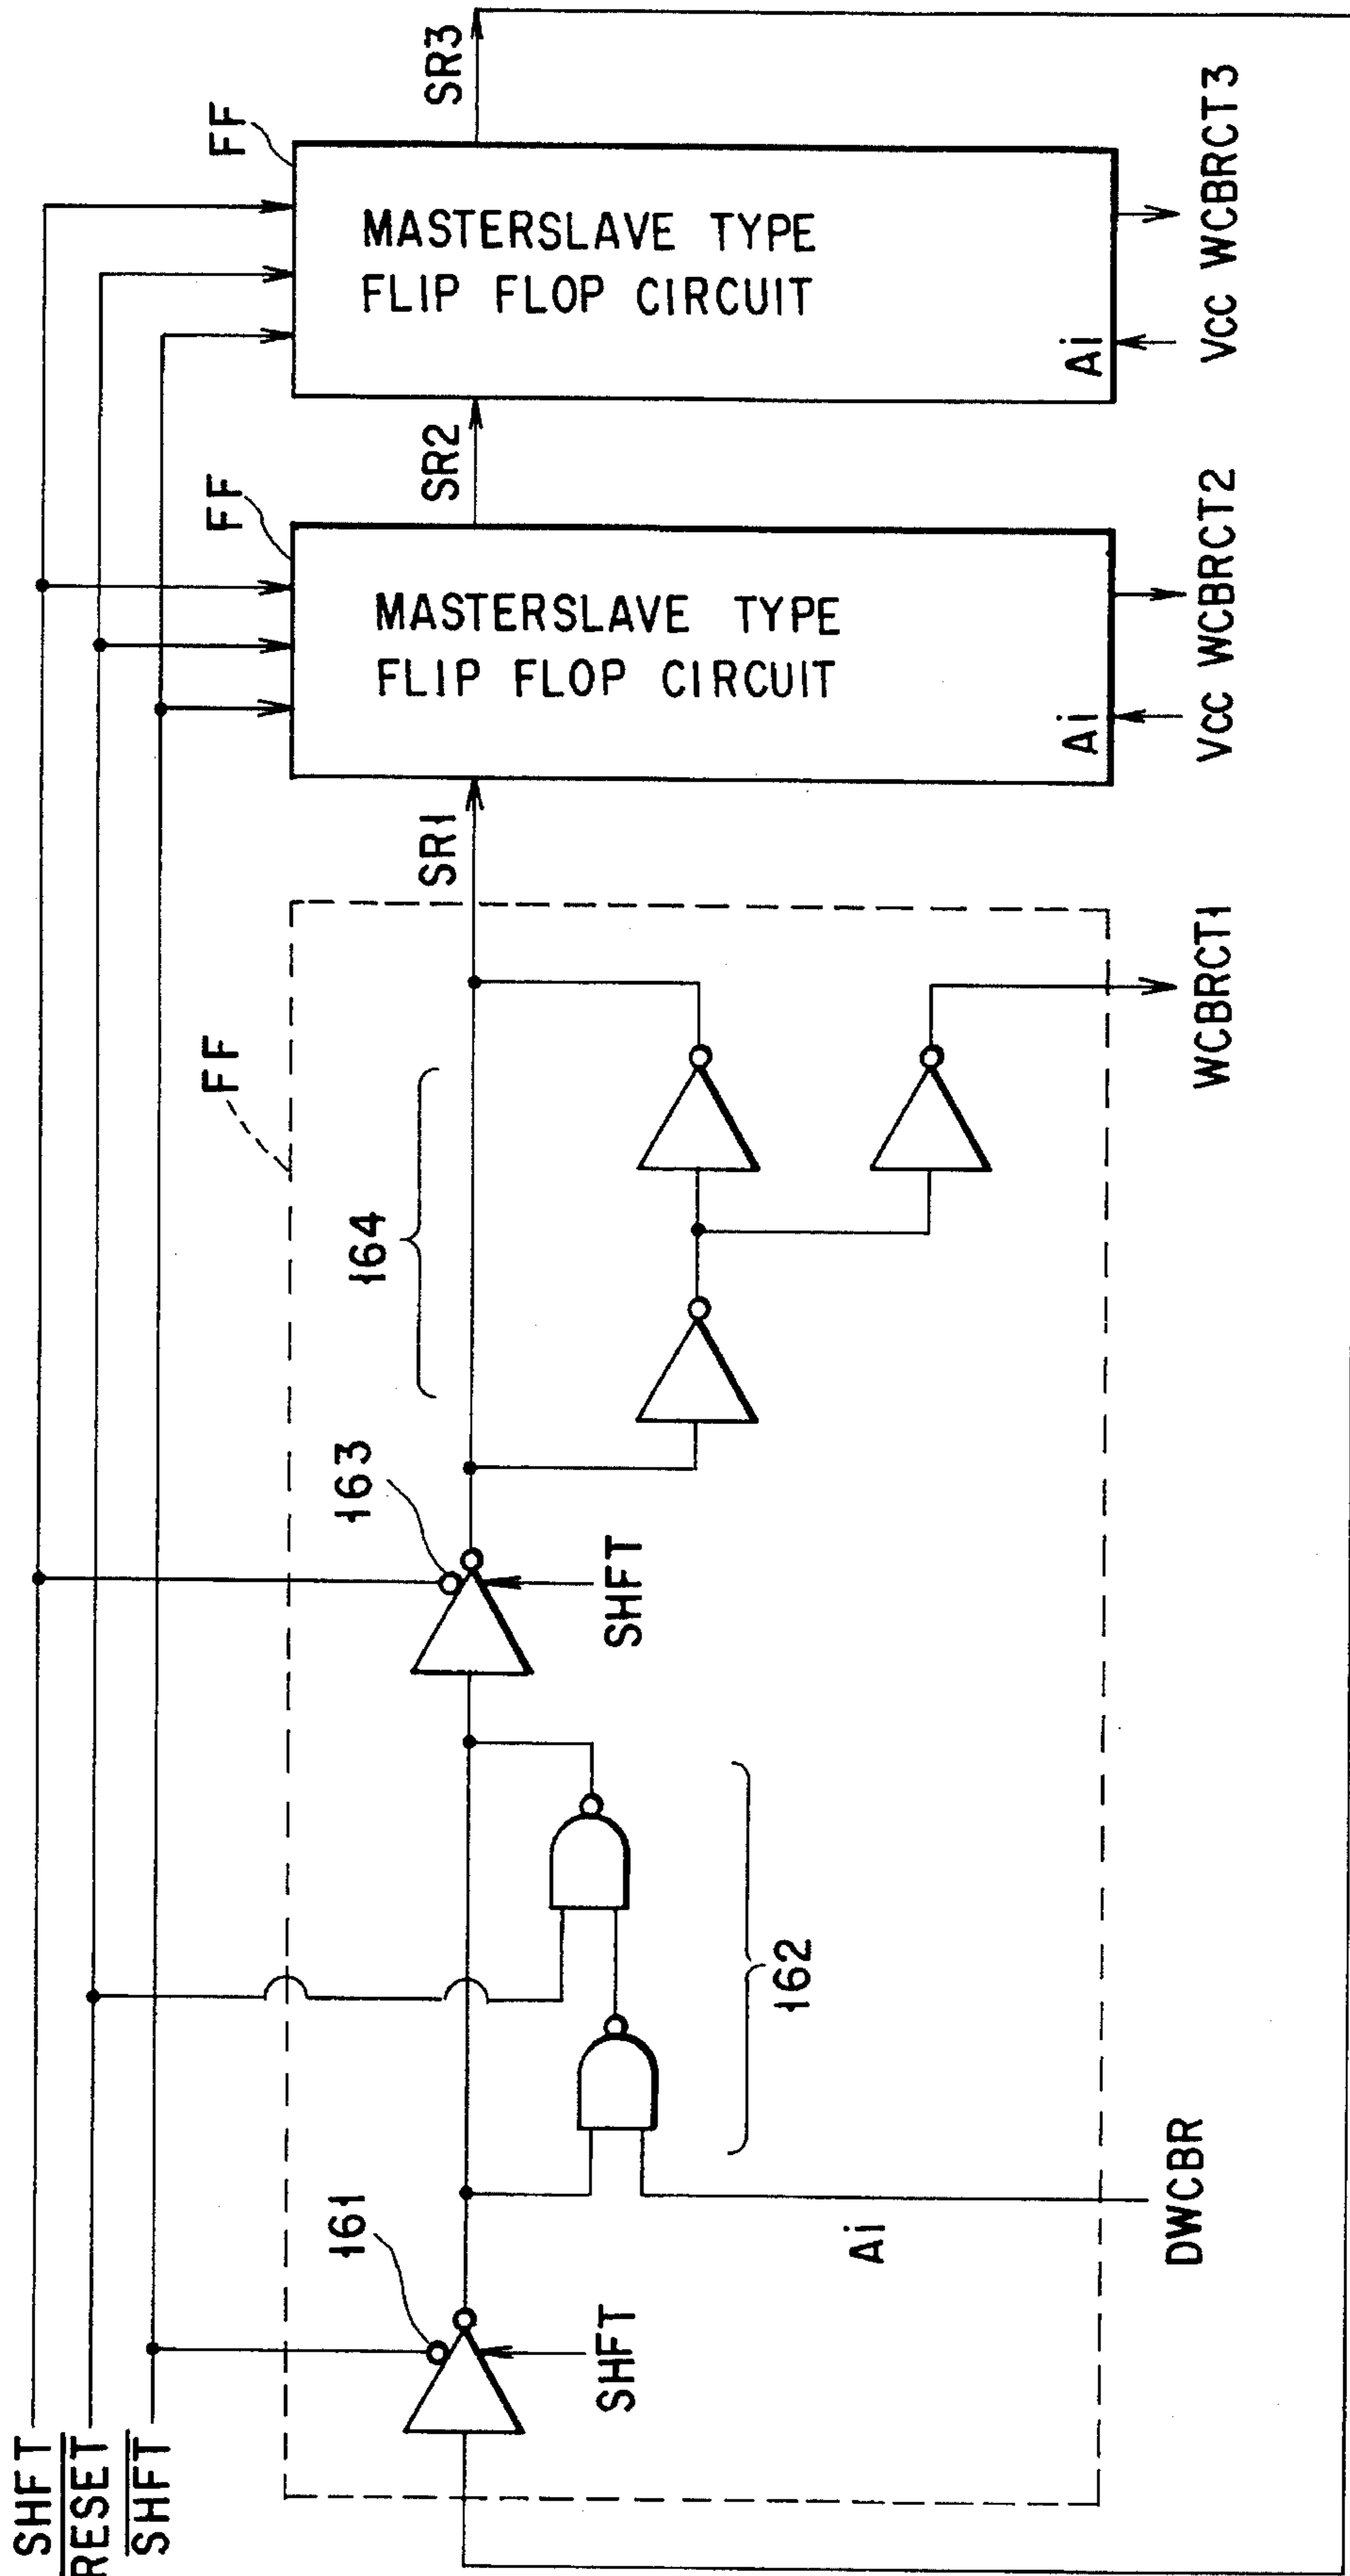 SHFT
RESET
SHFT
FF
FF
FF
161
162
163
164
SHFT
SHFT
Ai
DWCBR
WCBRCT1
SR1
MASTERSLAVE TYPE
FLIP FLOP CIRCUIT
Ai
VCC WCBRCT2
SR2
MASTERSLAVE TYPE
FLIP FLOP CIRCUIT
Ai
VCC WCBRCT3
SR3